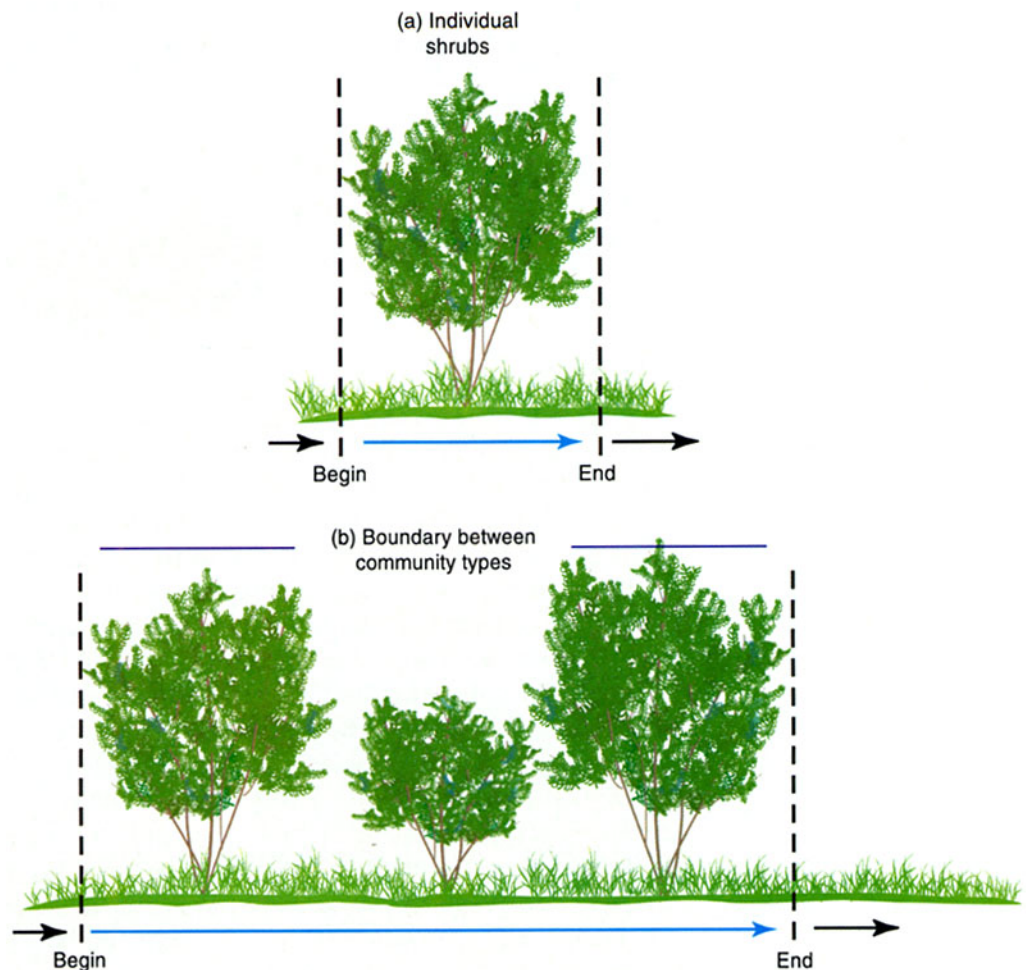 (a) Individual
shrubs
Begin
End
(b) Boundary between
community types
Begin
End